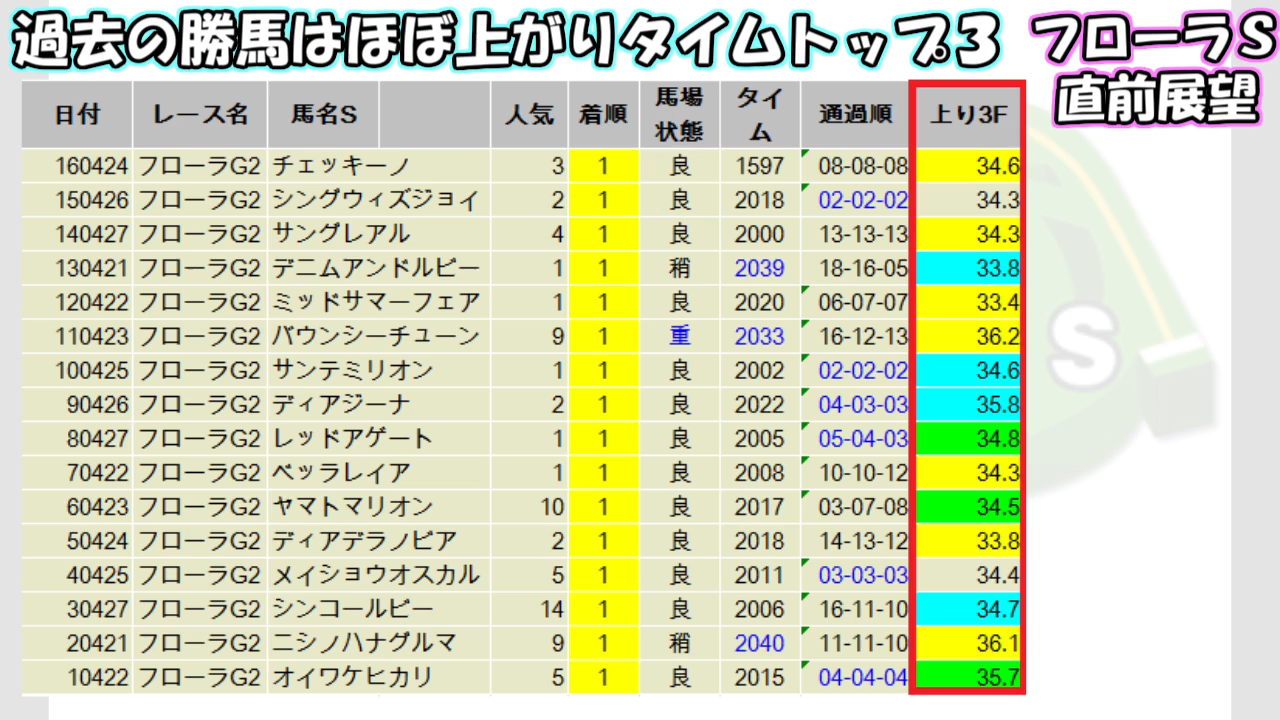 過去の勝馬はほぼ上がりタイムトップ3
フローラS
直前展望
日付 レース名 馬名S 人気 着順 馬場状態 タイム 通過順 上り3F
160424 フローラG2 チェッキーノ 3 1 良 1597 08-08-08 34.6
150426 フローラG2 シングウィズジョイ 2 1 良 2018 02-02-02 34.3
140427 フローラG2 サングレアル 4 1 良 2000 13-13-13 34.3
130421 フローラG2 デニムアンドルビー 1 1 稍 2039 18-16-05 33.8
120422 フローラG2 ミッドサマーフェア 1 1 良 2020 06-07-07 33.4
110423 フローラG2 バウンシーチューン 9 1 重 2033 16-12-13 36.2
100425 フローラG2 サンテミリオン 1 1 良 2002 02-02-02 34.6
90426 フローラG2 ディアジーナ 2 1 良 2022 04-03-03 35.8
80427 フローラG2 レッドアゲート 1 1 良 2005 05-04-03 34.8
70422 フローラG2 ベッラレイア 1 1 良 2008 10-10-12 34.3
60423 フローラG2 ヤマトマリオン 10 1 良 2017 03-07-08 34.5
50424 フローラG2 ディアデラノビア 2 1 良 2018 14-13-12 33.8
40425 フローラG2 メイショウオスカル 5 1 良 2011 03-03-03 34.4
30427 フローラG2 シンコールビー 14 1 良 2006 16-11-10 34.7
20421 フローラG2 ニシノハナグルマ 9 1 稍 2040 11-11-10 36.1
10422 フローラG2 オイワケヒカリ 5 1 良 2015 04-04-04 35.7
S